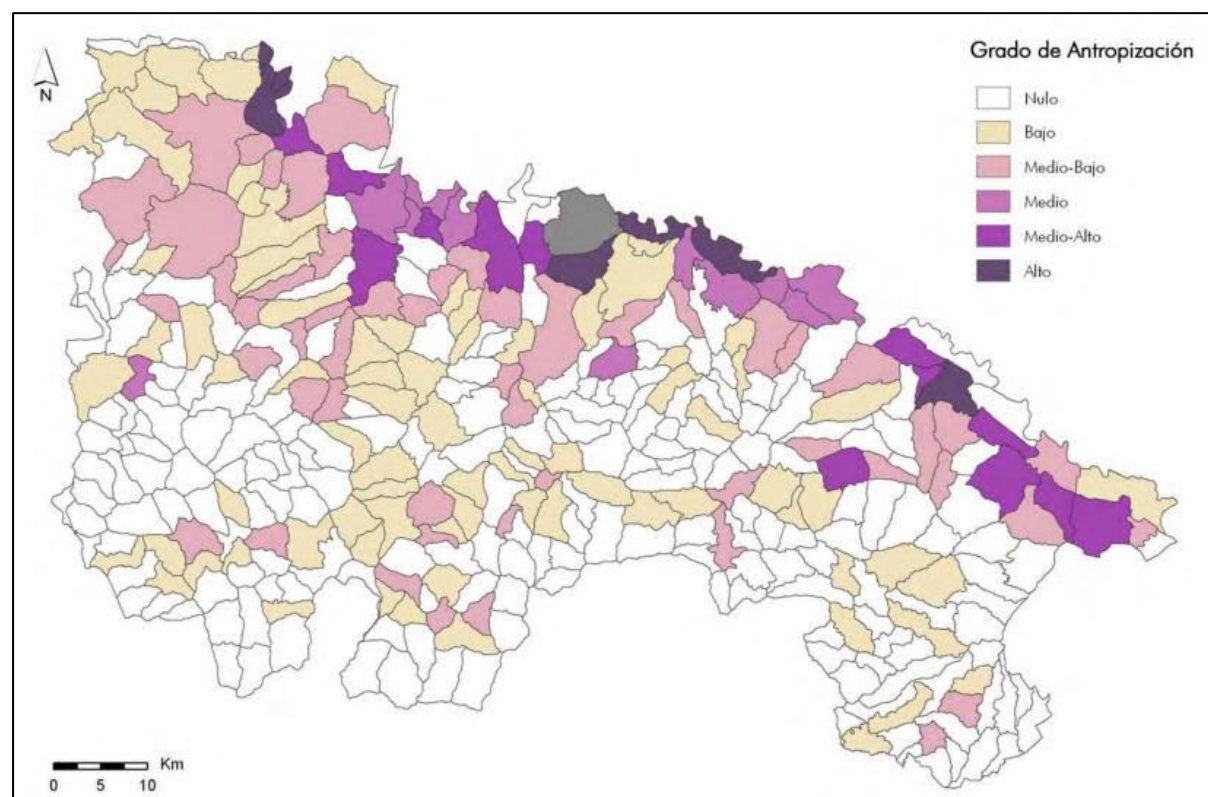 Grado de Antropización
Nulo
Bajo
Medio-Bajo
Medio
Medio-Alto
Alto
N
Km
0 5 10